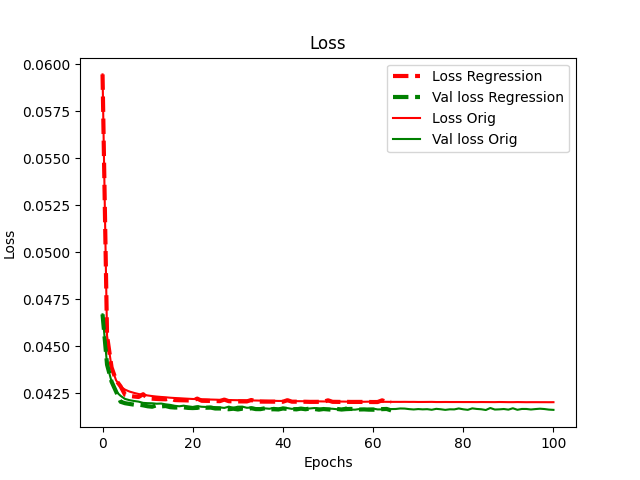 Loss
Loss Regression
Val loss Regression
Loss Orig
Val loss Orig
0.0600
0.0575
0.0550
0.0525
0.0500
0.0475
0.0450
0.0425
Loss
0 20 40 60 80 100
Epochs